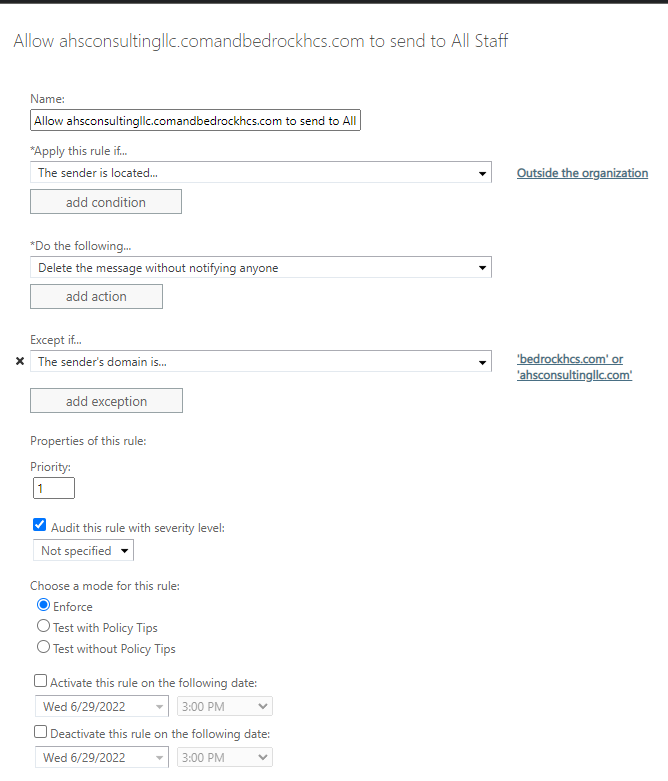 Allow ahsconsultingllc.comandbedrockhcs.com to send to All Staff
Name:
Allow ahsconsultingllc.comandbedrockhcs.com to send to All
*Apply this rule if...
The sender is located...
Outside the organization
add condition
*Do the following...
Delete the message without notifying anyone
add action
Except if...
The sender's domain is...
'bedrockhcs.com' or
'ahsconsultingllc.com'
add exception
Properties of this rule:
Priority:
1
Audit this rule with severity level:
Not specified
Choose a mode for this rule:
Enforce
Test with Policy Tips
Test without Policy Tips
Activate this rule on the following date:
Wed 6/29/2022 3:00 PM
Deactivate this rule on the following date:
Wed 6/29/2022 3:00 PM